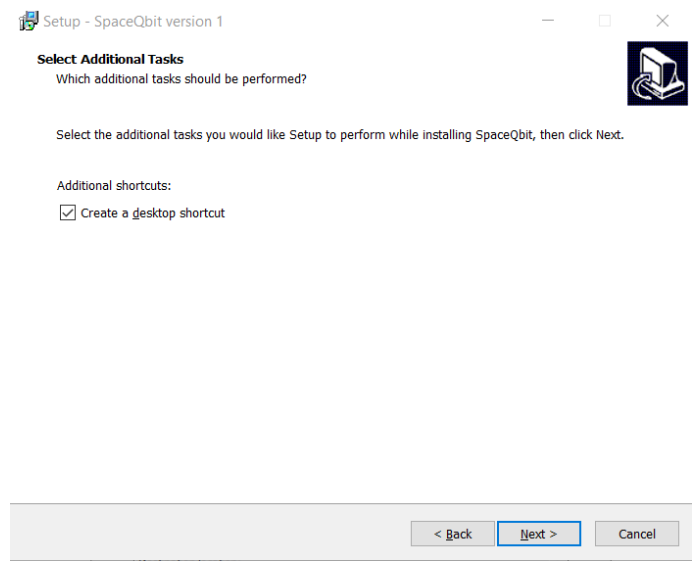 Setup - SpaceQbit version 1
Select Additional Tasks
Which additional tasks should be performed?
Select the additional tasks you would like Setup to perform while installing SpaceQbit, then click Next.
Additional shortcuts:
Create a desktop shortcut
< Back Next > Cancel